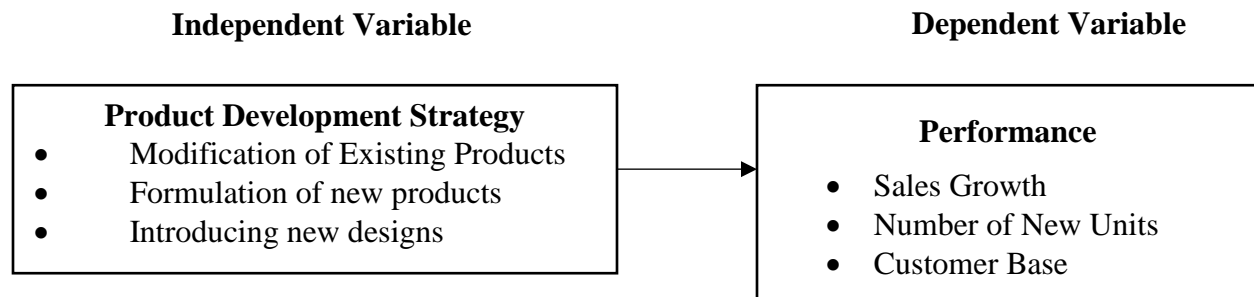 Independent Variable
Dependent Variable
Product Development Strategy
• Modification of Existing Products
• Formulation of new products
• Introducing new designs
Performance
• Sales Growth
• Number of New Units
• Customer Base